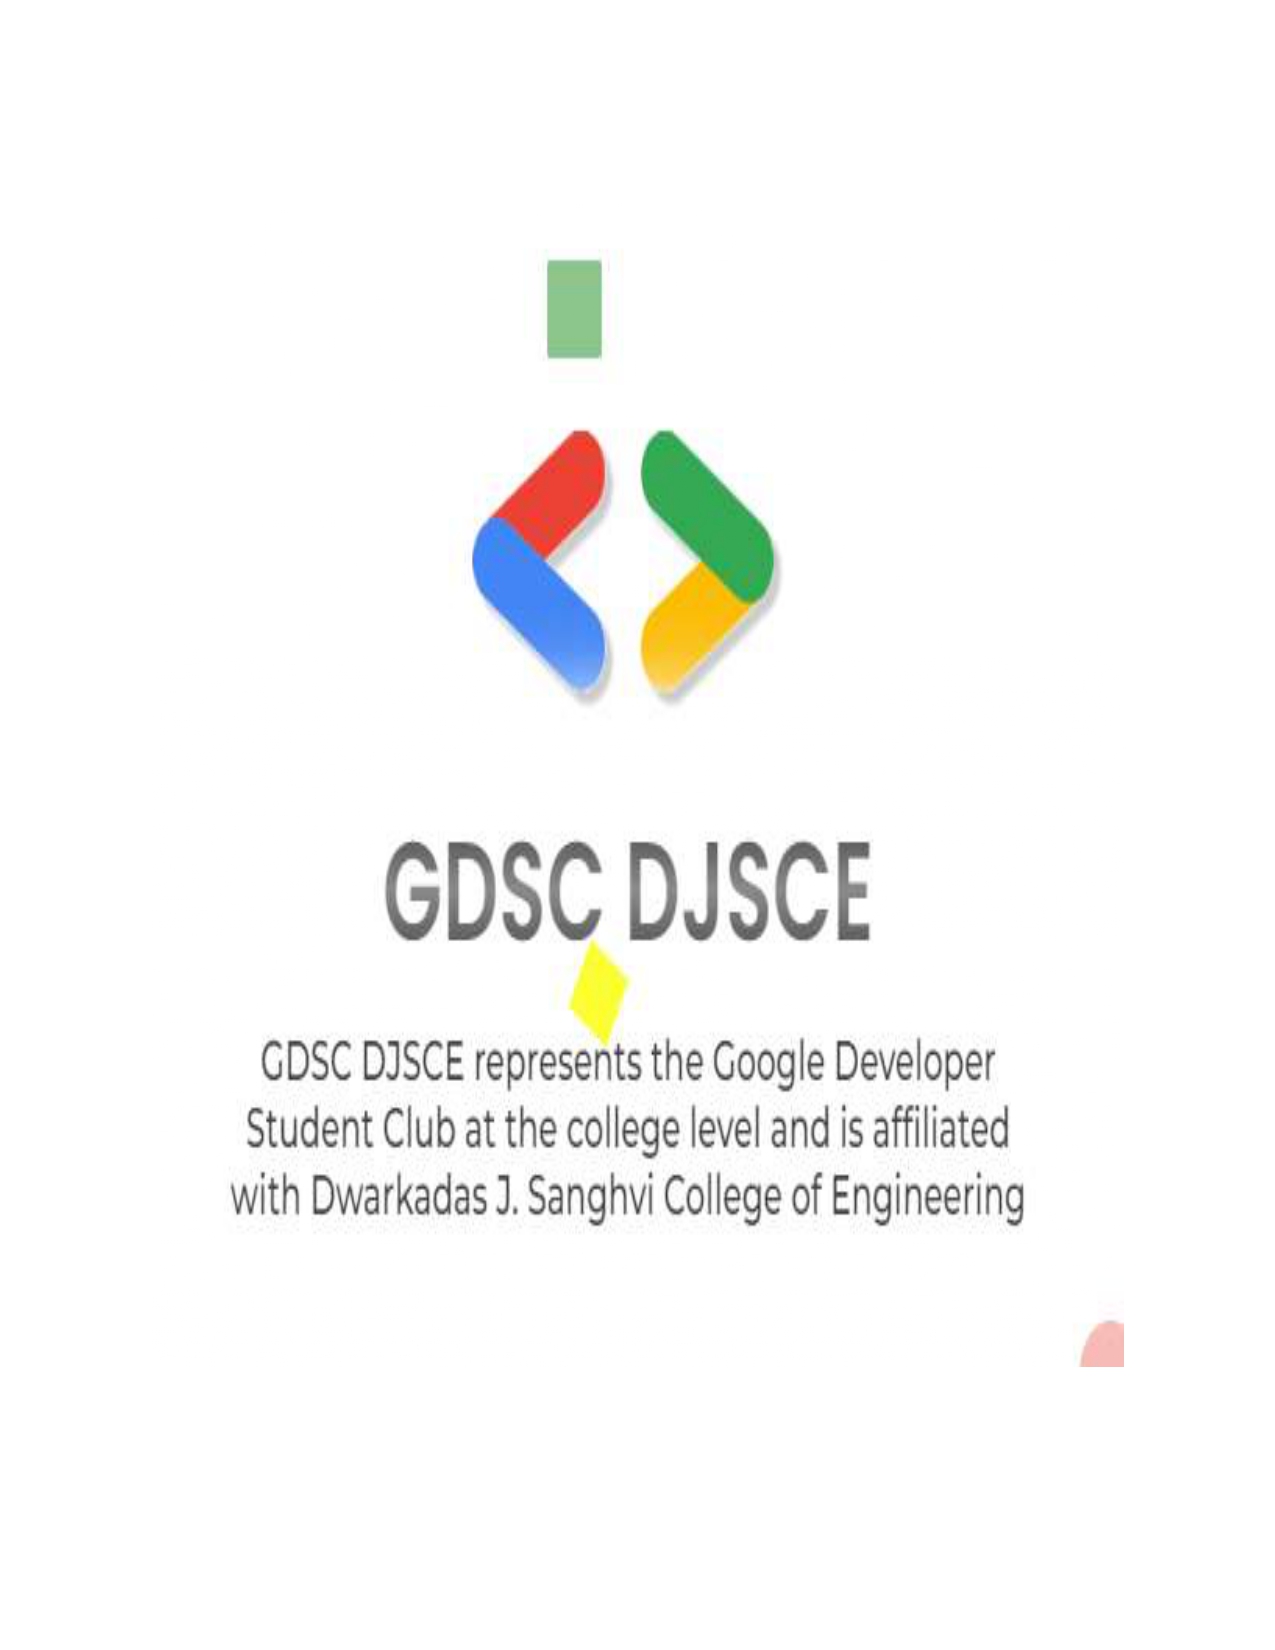 GDSC DJSCE
GDSC DJSCE represents the Google Developer
Student Club at the college level and is affiliated
with Dwarkadas J. Sanghvi College of Engineering